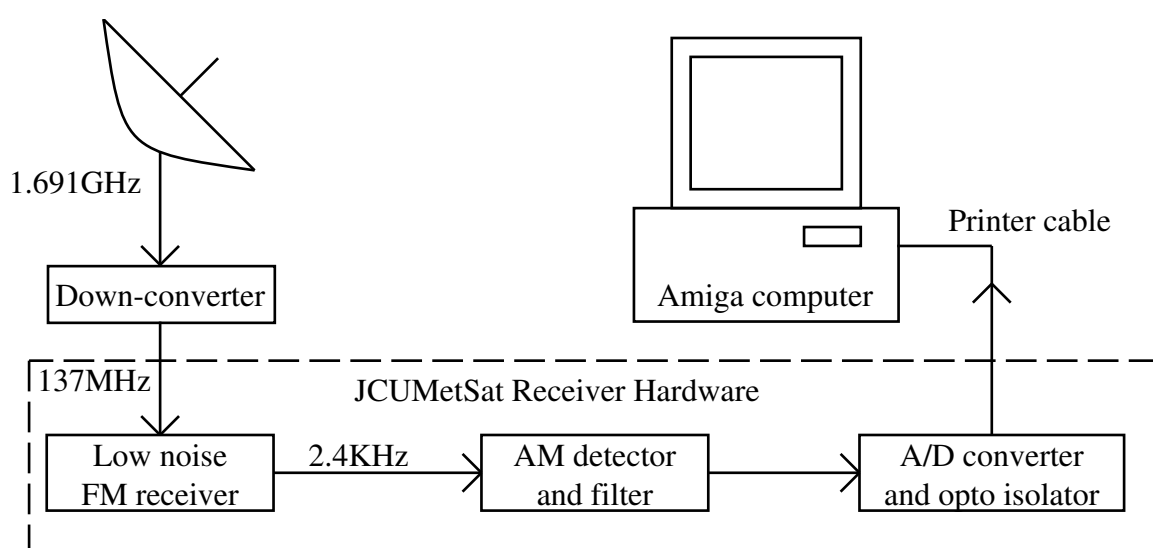 1.691GHz
Printer cable
Down-converter
Amiga computer
137MHz
JCUMetSat Receiver Hardware
Low noise
FM receiver
2.4KHz
AM detector
and filter
A/D converter
and opto isolator